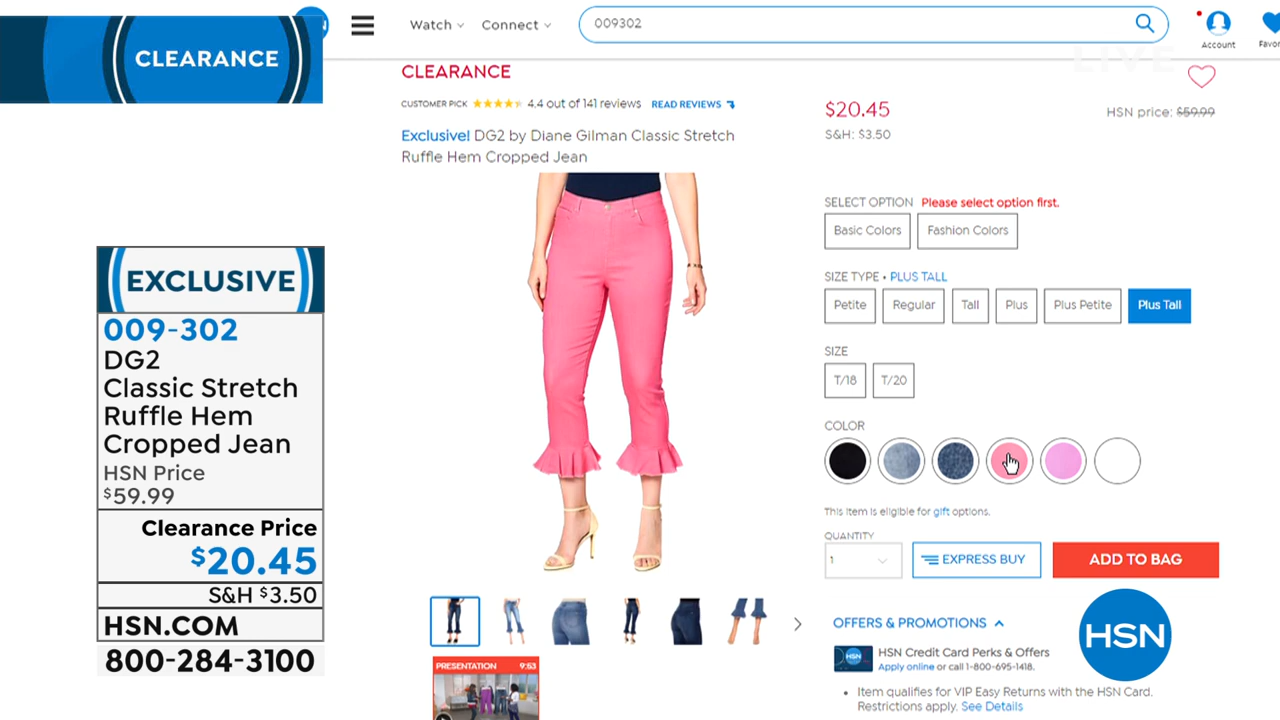 CLEARANCE
EXCLUSIVE
009-302
DG2
Classic Stretch
Ruffle Hem
Cropped Jean
HSN Price
$59.99
Clearance Price
$20.45
S&H $3.50
HSN.COM
800-284-3100
Watch
Connect
009302
Account
Favor
LIVE
CLEARANCE
CUSTOMER PICK 4.4 out of 141 reviews READ REVIEWS
Exclusive! DG2 by Diane Gilman Classic Stretch
Ruffle Hem Cropped Jean
PRESENTATION 9:53
$20.45
HSN price: $59.99
S&H: $3.50
SELECT OPTION Please select option first.
Basic Colors Fashion Colors
SIZE TYPE • PLUS TALL
Petite Regular Tall Plus Plus Petite Plus Tall
SIZE
T/18 T/20
COLOR
This item is eligible for gift options.
QUANTITY
1 EXPRESS BUY ADD TO BAG
OFFERS & PROMOTIONS
HSN
HSN Credit Card Perks & Offers
Apply online or call 1-800-695-1418.
• Item qualifies for VIP Easy Returns with the HSN Card.
Restrictions apply. See Details